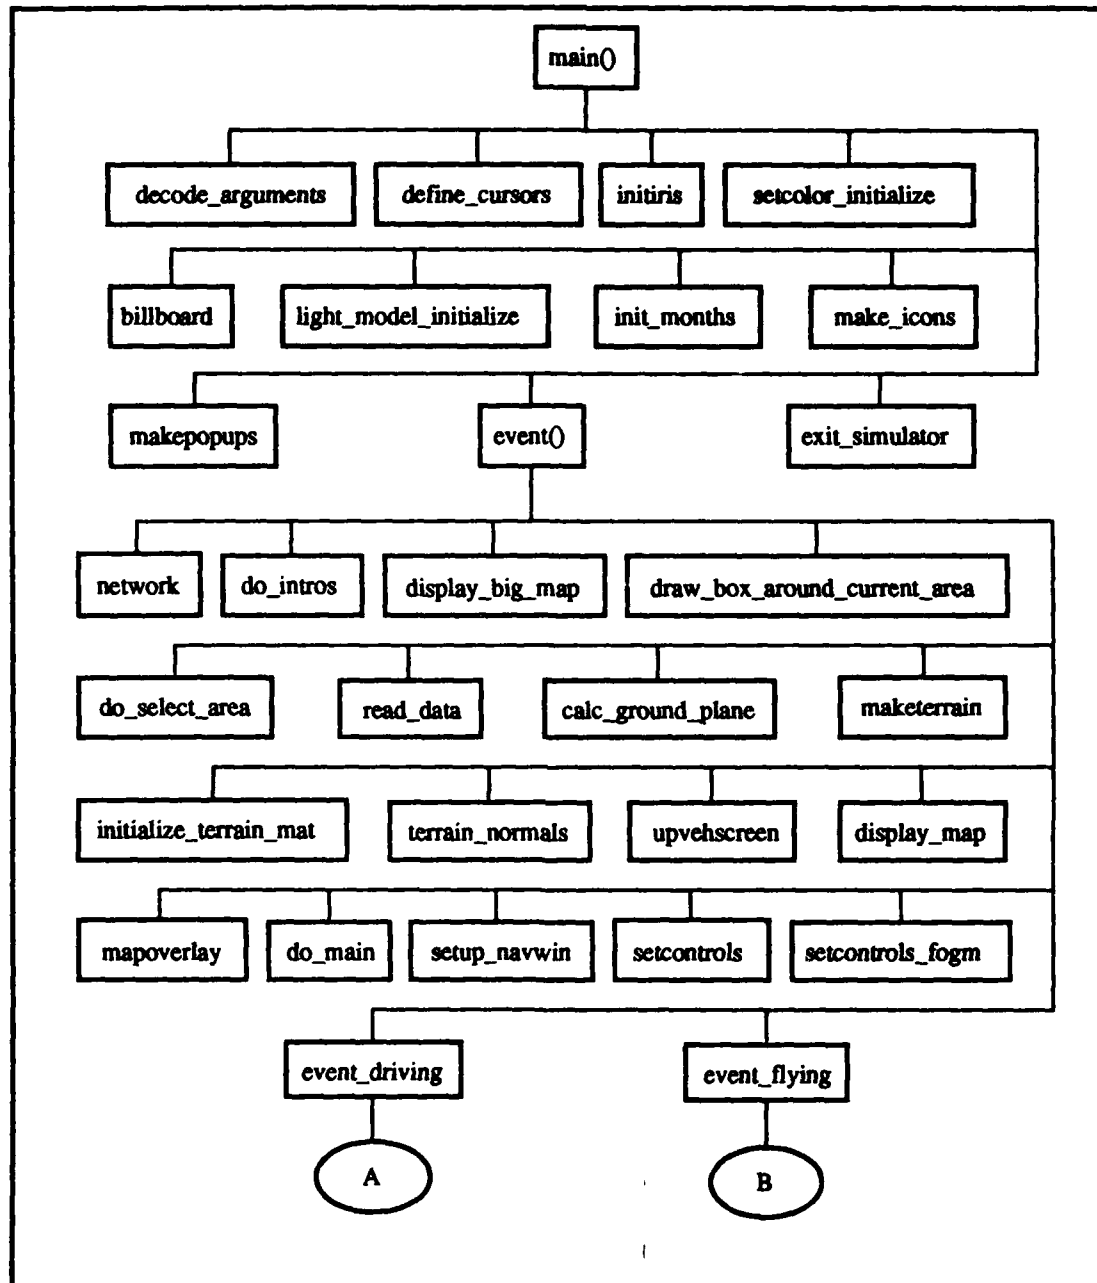 main()
decode_arguments define_cursors initiris setcolor_initialize
billboard light_model_initialize init_months make_icons
makepopups event() exit_simulator
network do_intros display_big_map draw_box_around_current_area
do_select_area read_data calc_ground_plane maketerrain
initialize_terrain_mat terrain_normals upvehscreen display_map
mapoverlay do_main setup_navwin setcontrols setcontrols_fogm
event_driving event_flying
A B